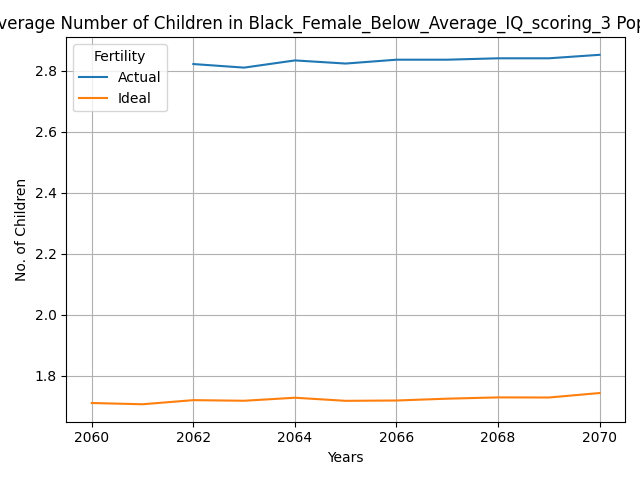 verage Number of Children in Black_Female_Below_Average_IQ_scoring_3 Pop
Fertility
Actual
Ideal
No. of Children
2.8
2.6
2.4
2.2
2.0
1.8
2060 2062 2064 2066 2068 2070
Years